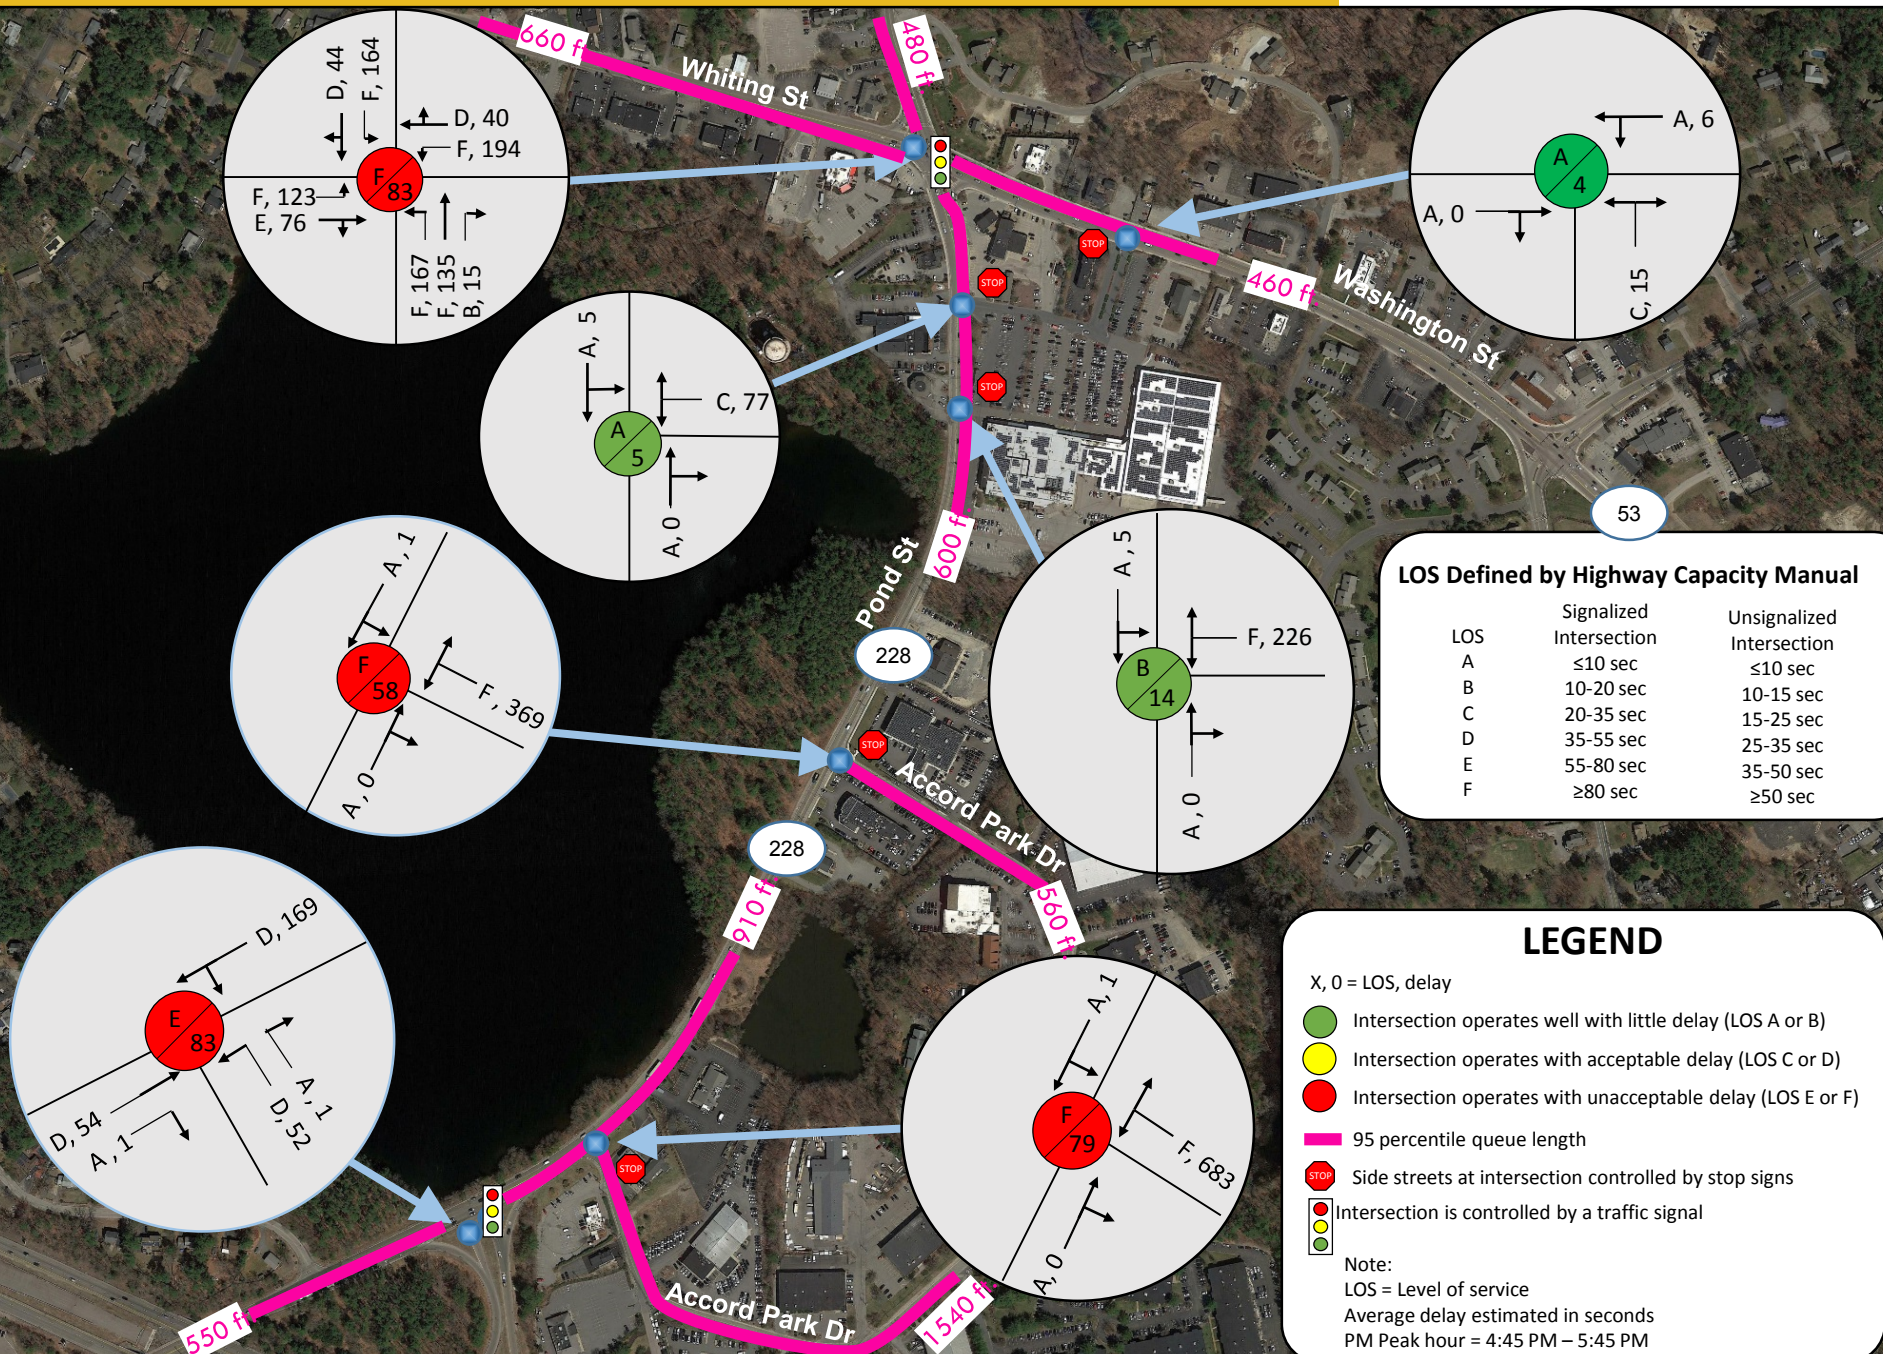 660 ft.
480 ft.
Whiting St
D, 44
F, 164
D, 40
F, 194
F
83
F, 123
E, 76
F, 167
F, 135
B, 15
A, 6
A
4
A, 0
C, 15
STOP
STOP
STOP
460 ft.
Washington St
A, 5
C, 77
A
5
A, 0
600 ft.
Pond St
228
53
A, 1
F
58
F, 369
A, 0
A, 5
F, 226
B
14
A, 0
LOS Defined by Highway Capacity Manual
LOS Signalized Intersection Unsignalized Intersection
A ≤10 sec ≤10 sec
B 10-20 sec 10-15 sec
C 20-35 sec 15-25 sec
D 35-55 sec 25-35 sec
E 55-80 sec 35-50 sec
F ≥80 sec ≥50 sec
STOP
Accord Park Dr
560 ft.
228
910 ft.
D, 169
E
83
D, 54
A, 1
A, 1
D, 52
A, 1
F
79
F, 683
A, 0
STOP
Accord Park Dr
550 ft.
1540 ft.
LEGEND
X, 0 = LOS, delay
Intersection operates well with little delay (LOS A or B)
Intersection operates with acceptable delay (LOS C or D)
Intersection operates with unacceptable delay (LOS E or F)
95 percentile queue length
STOP
Side streets at intersection controlled by stop signs
Intersection is controlled by a traffic signal
Note:
LOS = Level of service
Average delay estimated in seconds
PM Peak hour = 4:45 PM – 5:45 PM